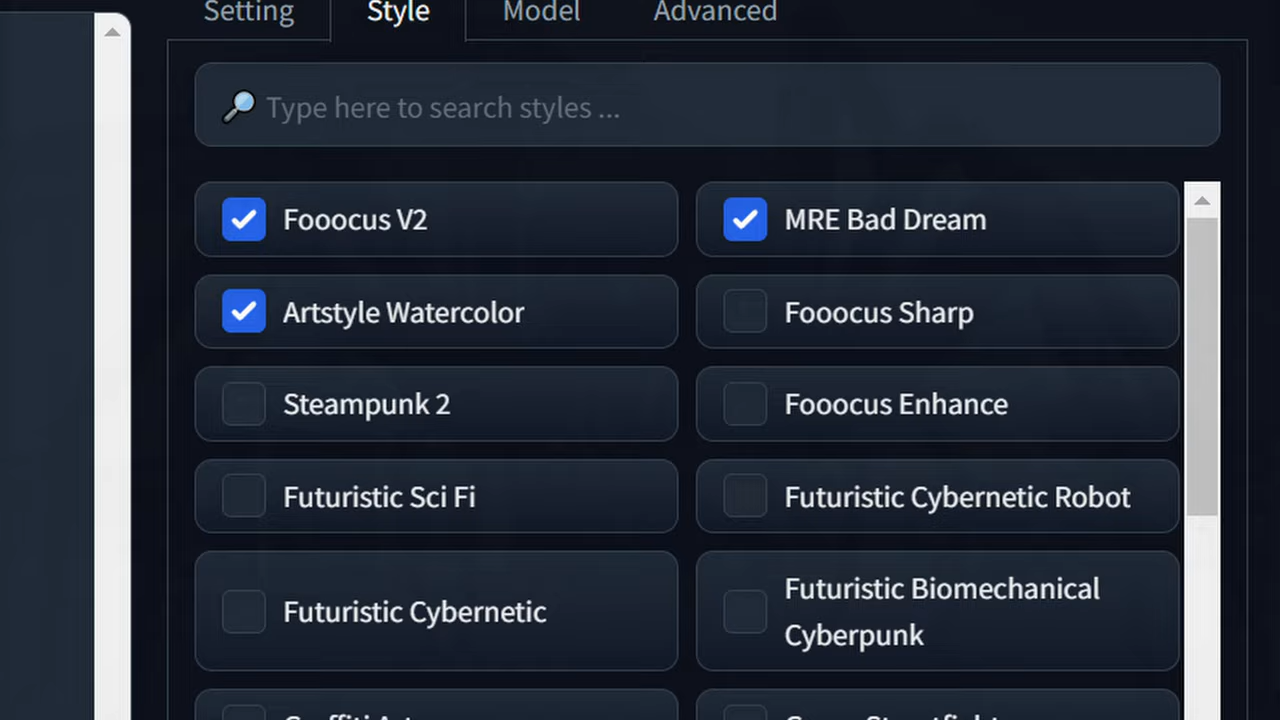 Setting Style Model Advanced
Type here to search styles ...
Fooocus V2 MRE Bad Dream
Artstyle Watercolor Fooocus Sharp
Steampunk 2 Fooocus Enhance
Futuristic Sci Fi Futuristic Cybernetic Robot
Futuristic Cybernetic Futuristic Biomechanical
Cyberpunk